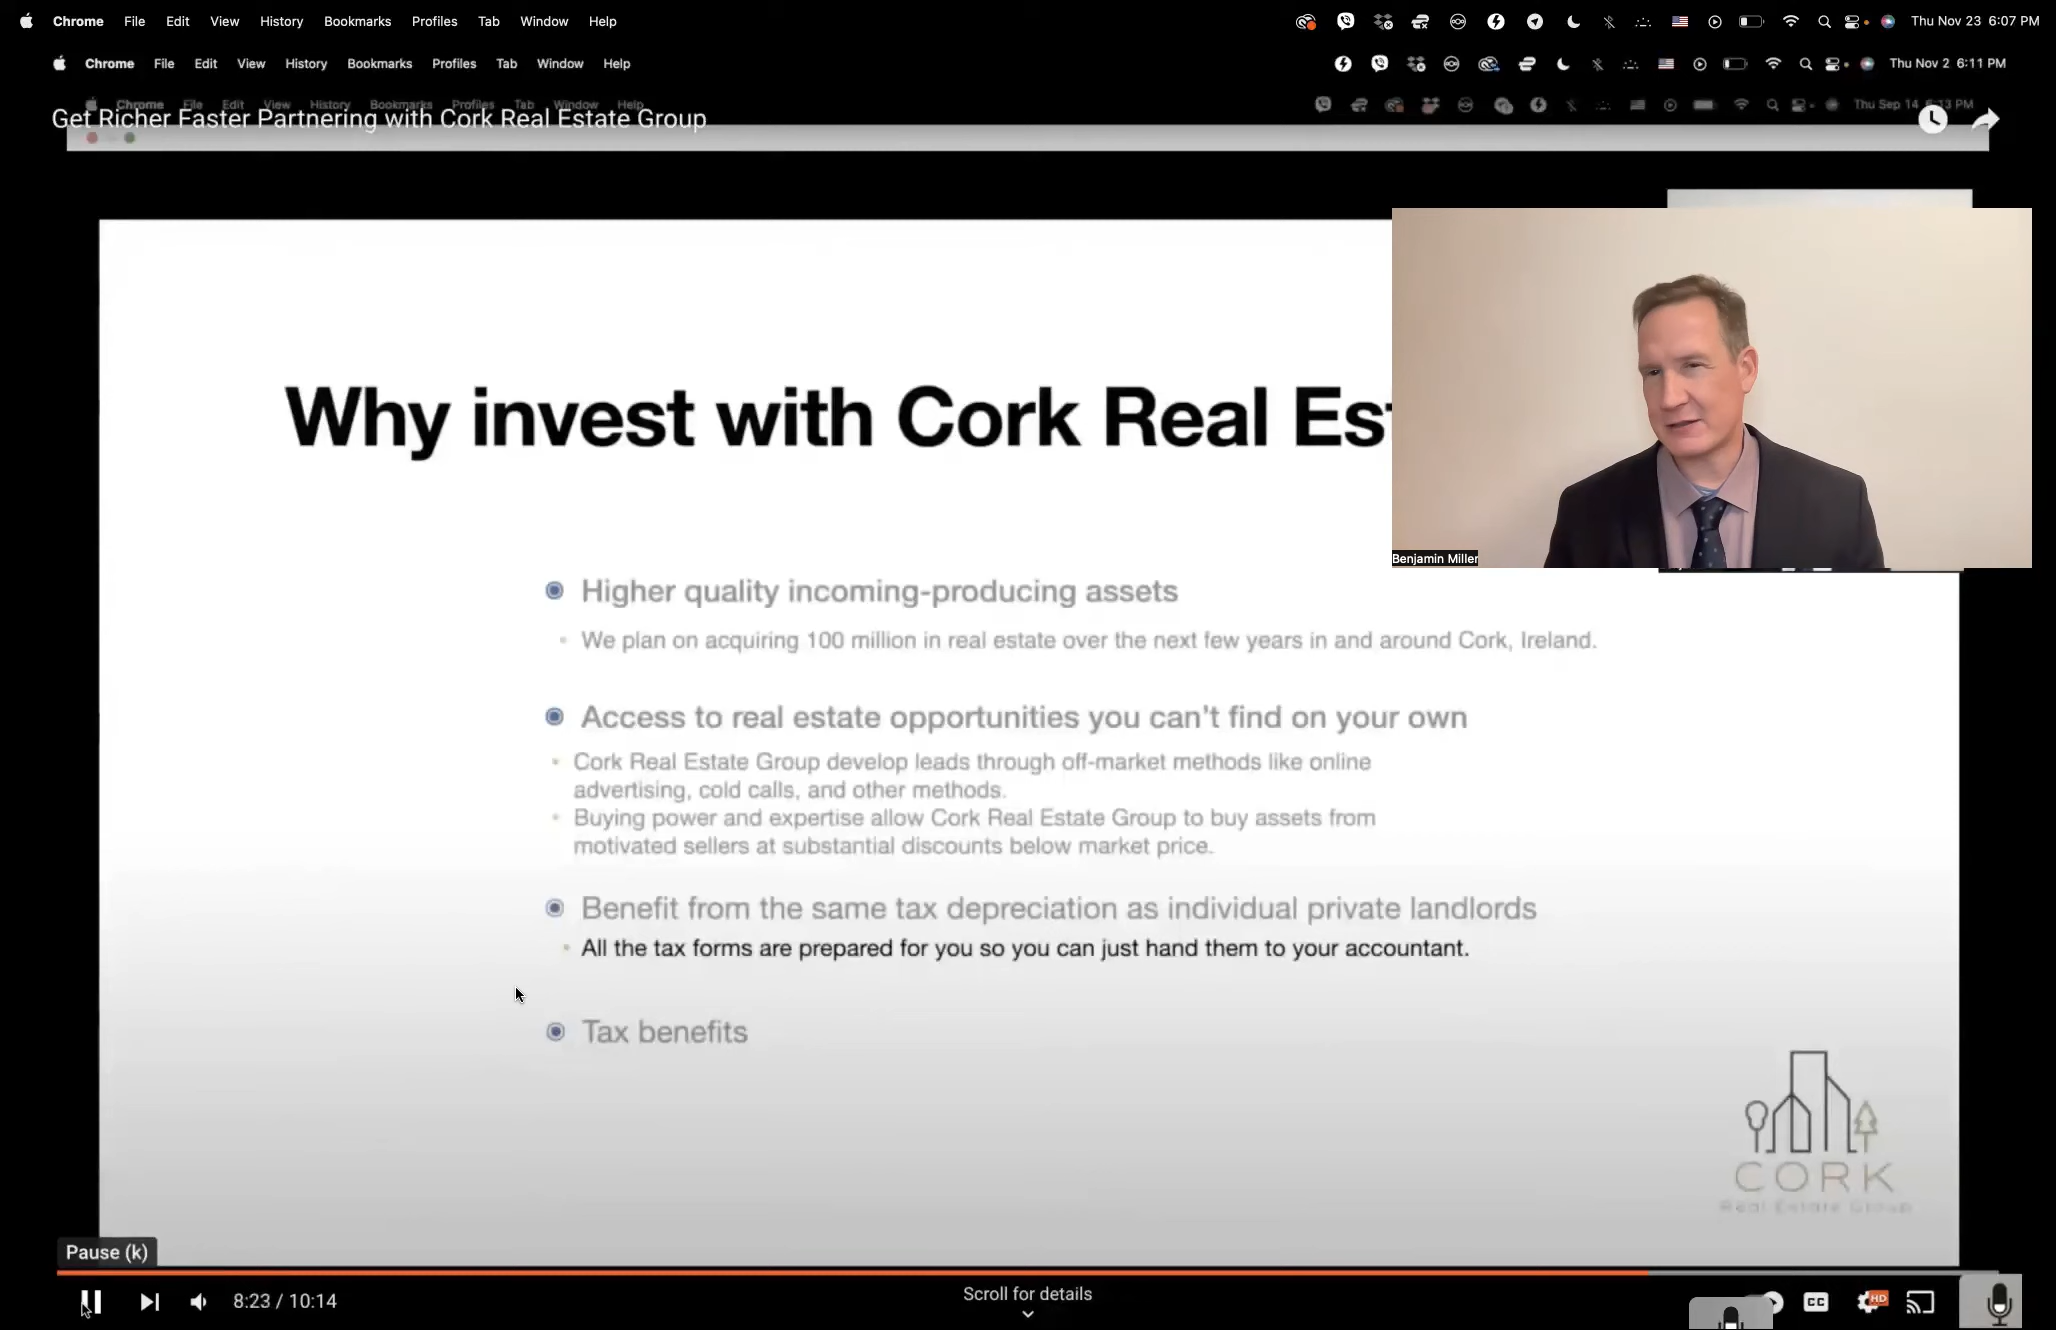 Chrome File Edit View History Bookmarks Profiles Tab Window Help Thu Nov 23 6:07 PM
Chrome File Edit View History Bookmarks Profiles Tab Window Help Thu Nov 2 6:11 PM
Chrome File Edit View History Bookmarks Profiles Tab Window Help Thu Sep 14 PM
Get Richer Faster Partnering with Cork Real Estate Group
Why invest with Cork Real Est
Benjamin Miller
Higher quality incoming-producing assets
We plan on acquiring 100 million in real estate over the next few years in and around Cork, Ireland.
Access to real estate opportunities you can't find on your own
Cork Real Estate Group develop leads through off-market methods like online
advertising, cold calls, and other methods.
Buying power and expertise allow Cork Real Estate Group to buy assets from
motivated sellers at substantial discounts below market price.
Benefit from the same tax depreciation as individual private landlords
All the tax forms are prepared for you so you can just hand them to your accountant.
Tax benefits
CORK
Real Estate Group
Pause (k)
8:23 / 10:14
Scroll for details
CC
HD